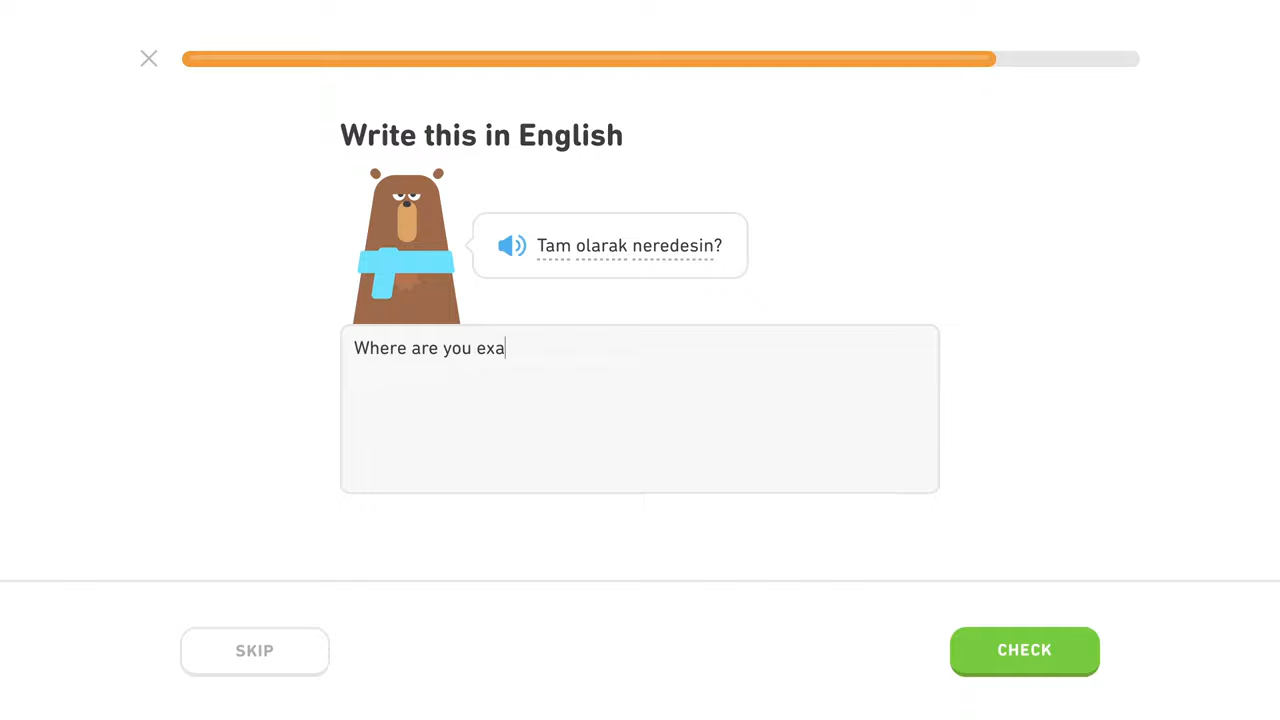 Write this in English
Tam olarak neredesin?
Where are you exa
SKIP
CHECK